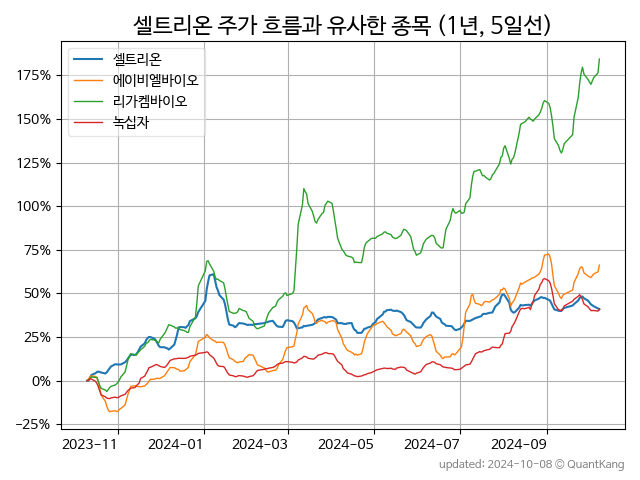 셀트리온 주가 흐름과 유사한 종목 (1년, 5일선)
셀트리온
에이비엘바이오
리가켐바이오
녹십자
175%
150%
125%
100%
75%
50%
25%
0%
−25%
2023-11
2024-01
2024-03
2024-05
2024-07
2024-09
updated: 2024-10-08 © QuantKang